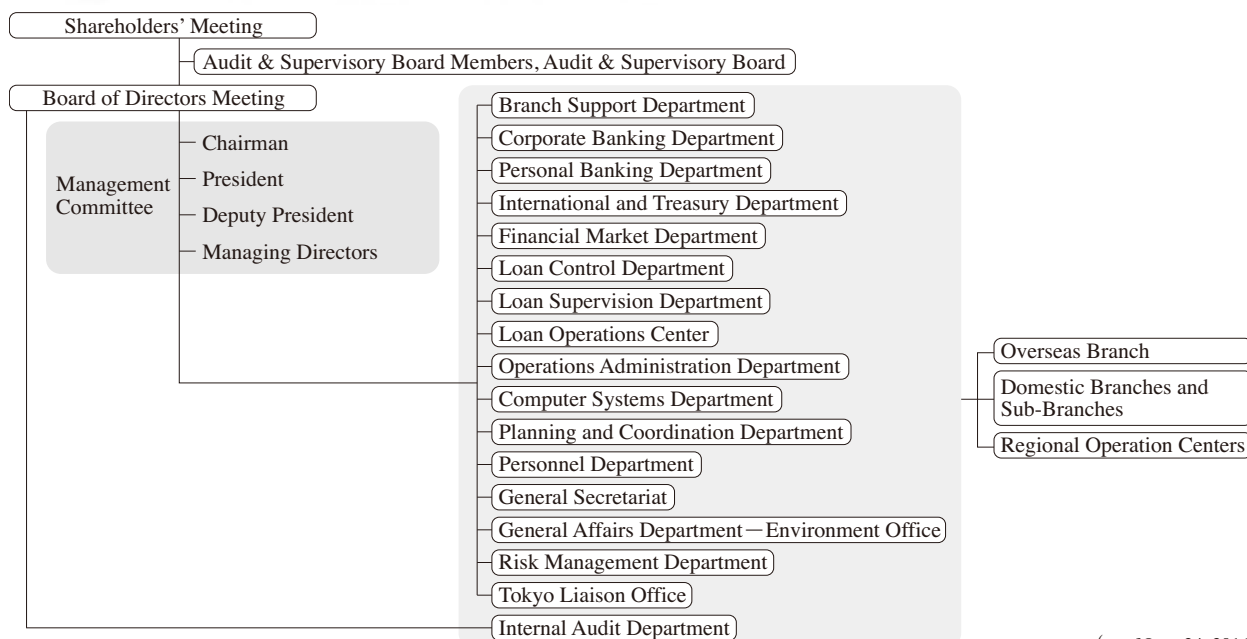 Shareholders' Meeting
Audit & Supervisory Board Members, Audit & Supervisory Board
Board of Directors Meeting
Management
Committee
Chairman
President
Deputy President
Managing Directors
Branch Support Department
Corporate Banking Department
Personal Banking Department
International and Treasury Department
Financial Market Department
Loan Control Department
Loan Supervision Department
Loan Operations Center
Operations Administration Department
Computer Systems Department
Planning and Coordination Department
Personnel Department
General Secretariat
General Affairs Department—Environment Office
Risk Management Department
Tokyo Liaison Office
Internal Audit Department
Overseas Branch
Domestic Branches and
Sub-Branches
Regional Operation Centers